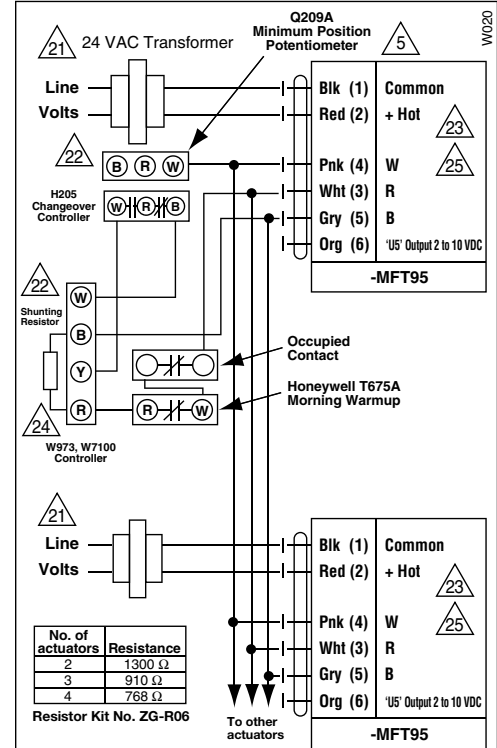 W020
21 24 VAC Transformer
Q209A
Minimum Position
Potentiometer
5
Line
Volts
Blk (1) Common
Red (2) + Hot
23
22
B R W
Pnk (4) W
25
Wht (3) R
Gry (5) B
Org (6) 'U5' Output 2 to 10 VDC
-MFT95
H205
Changeover
Controller
W R B
22
Shunting
Resistor
W
B
Y
R
24
W973, W7100
Controller
Occupied
Contact
R W
Honeywell T675A
Morning Warmup
21
Line
Volts
Blk (1) Common
Red (2) + Hot
23
Pnk (4) W
25
Wht (3) R
Gry (5) B
Org (6) 'U5' Output 2 to 10 VDC
-MFT95
No. of
actuators Resistance
2 1300 Ω
3 910 Ω
4 768 Ω
Resistor Kit No. ZG-R06
To other
actuators